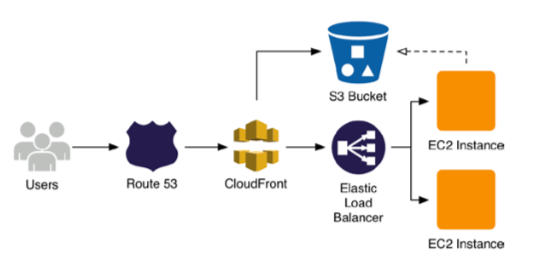 S3 Bucket
EC2 Instance
Users
Route 53
CloudFront
Elastic
Load
Balancer
EC2 Instance